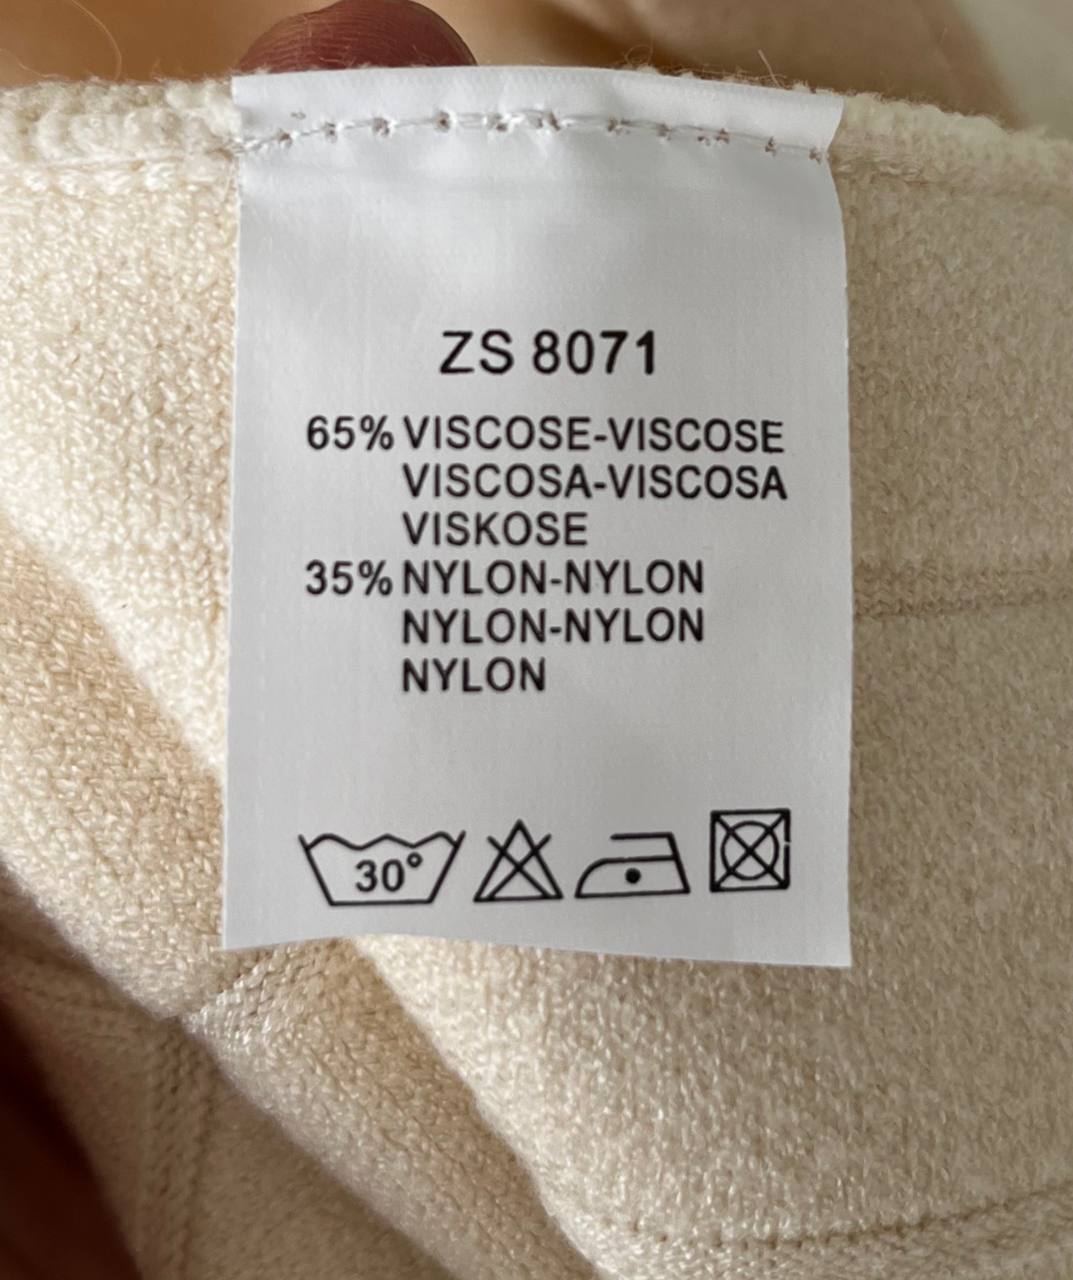 ZS 8071
65% VISCOSE-VISCOSE
VISCOSA-VISCOSA
VISKOSE
35% NYLON-NYLON
NYLON-NYLON
NYLON
30°